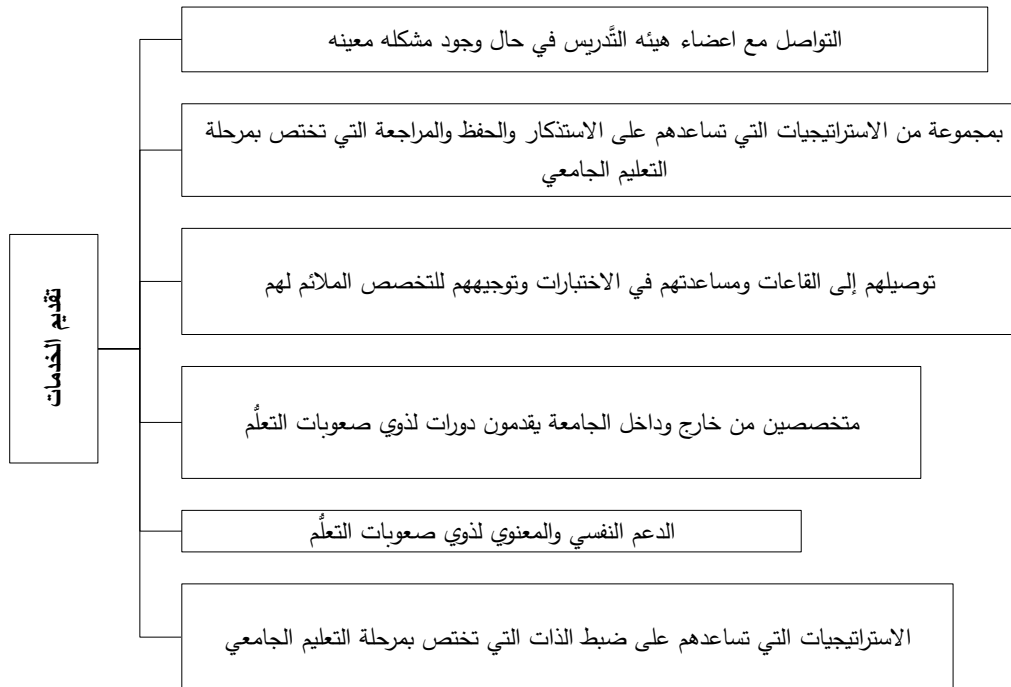 التواصل مع اعضاء هيئه التَّدريس في حال وجود مشكله معينه
بمجموعة من الاستراتيجيات التي تساعدهم على الاستذكار والحفظ والمراجعة التي تختص بمرحلة
التعليم الجامعي
توصيلهم إلى القاعات ومساعدتهم في الاختبارات وتوجيههم للتخصص الملائم لهم
تقديم الخدمات
متخصصين من خارج وداخل الجامعة يقدمون دورات لذوي صعوبات التعلُّم
الدعم النفسي والمعنوي لذوي صعوبات التعلُّم
الاستراتيجيات التي تساعدهم على ضبط الذات التي تختص بمرحلة التعليم الجامعي